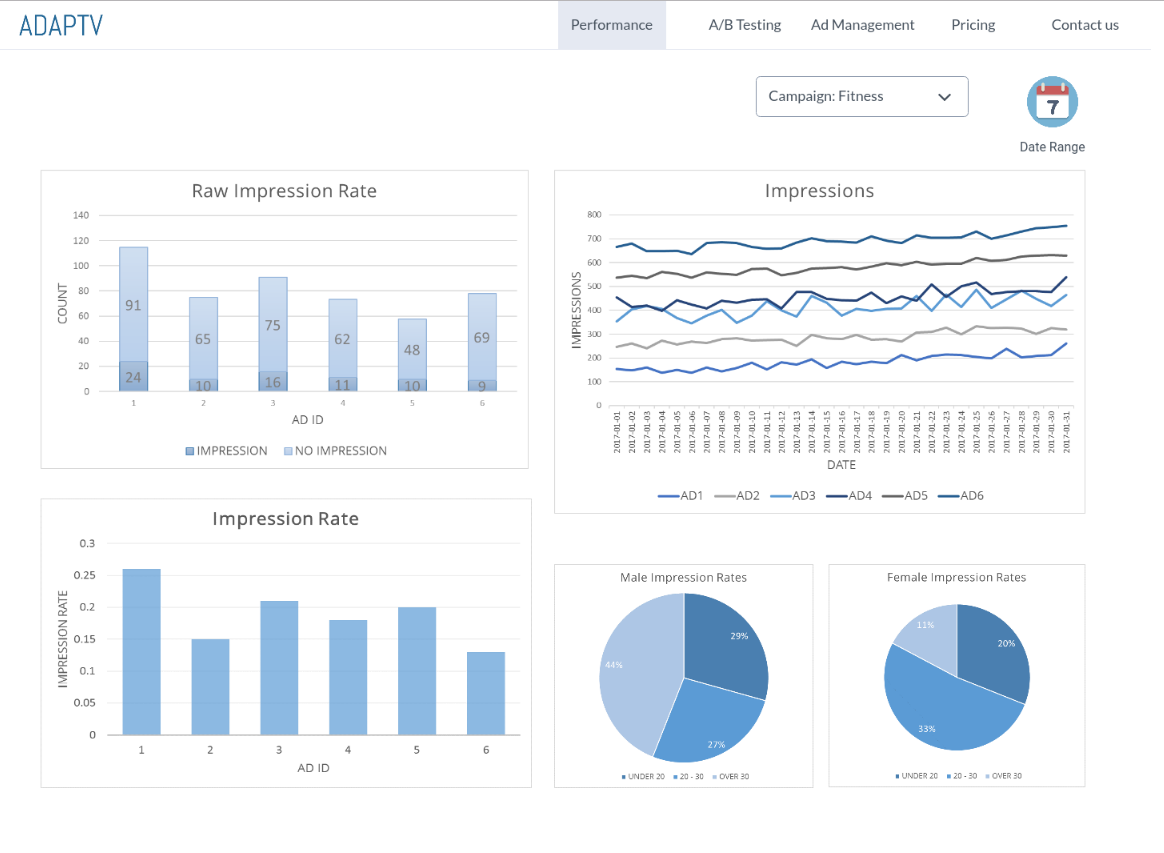 ADAPTV
Performance
A/B Testing
Ad Management
Pricing
Contact us
Campaign: Fitness
7
Date Range
Raw Impression Rate
COUNT
140
120
100
80
60
40
20
0
91
65
75
62
48
69
24
10
16
11
10
9
1 2 3 4 5 6
AD ID
IMPRESSION NO IMPRESSION
Impressions
IMPRESSIONS
800
700
600
500
400
300
200
100
0
2017-01-01
2017-01-02
2017-01-03
2017-01-04
2017-01-05
2017-01-06
2017-01-07
2017-01-08
2017-01-09
2017-01-10
2017-01-11
2017-01-12
2017-01-13
2017-01-14
2017-01-15
2017-01-16
2017-01-17
2017-01-18
2017-01-19
2017-01-20
2017-01-21
2017-01-22
2017-01-23
2017-01-24
2017-01-25
2017-01-26
2017-01-27
2017-01-28
2017-01-29
2017-01-30
2017-01-31
DATE
AD1 AD2 AD3 AD4 AD5 AD6
Impression Rate
IMPRESSION RATE
0.3
0.25
0.2
0.15
0.1
0.05
0
1 2 3 4 5 6
AD ID
Male Impression Rates
29%
44%
27%
UNDER 20 20 - 30 OVER 30
Female Impression Rates
11%
20%
33%
UNDER 20 20 - 30 OVER 30